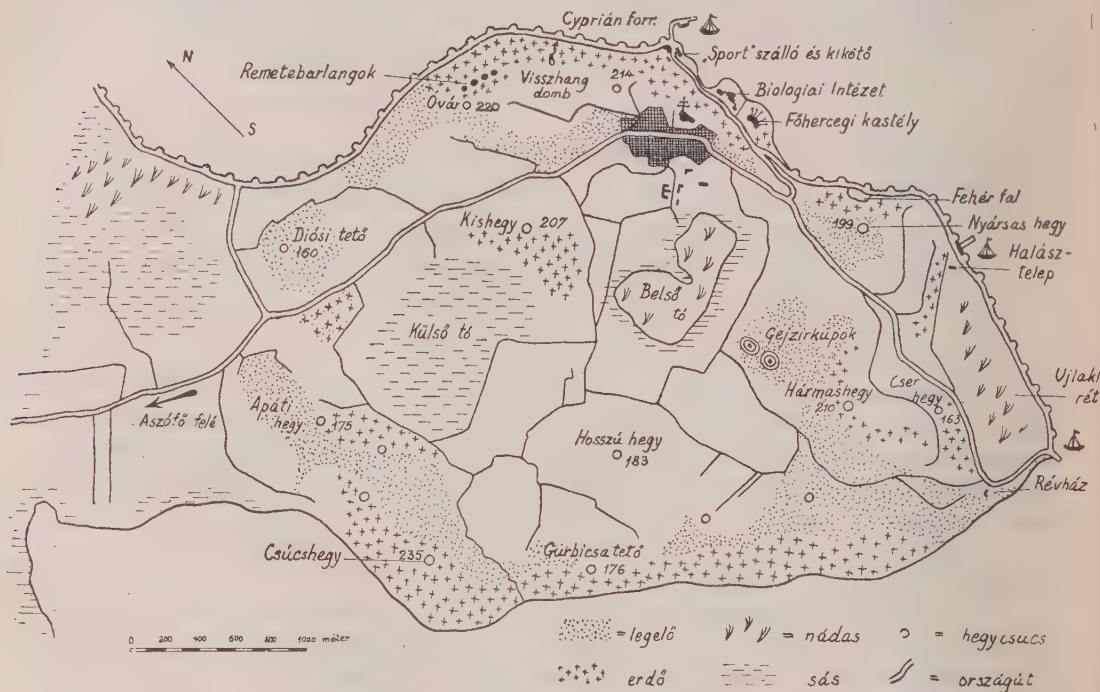 Cyprián forr.
N
S
"Sport" szálló és kikötő
Remetebarlangok
Visszhang
domb
214
Óvár 220
Biologiai Intézet
Főhercegi kastély
Fehér fal
Nyársas hegy
199
Halász-
telep
Diósi tető
160
Kishegy 207
Külső tó
Belső
tó
Gejzirkúpok
Hármashegy
210
Cser
hegy
163
Ujlaki
rét
Aszófő felé
Apáti
hegy
175
Hosszú hegy
183
Révház
Csúcshegy
235
Gurbicsa tető
176
0 200 400 600 800 1000 méter
= legelő
= nádas
= hegycsucs
erdő
sás
= országút